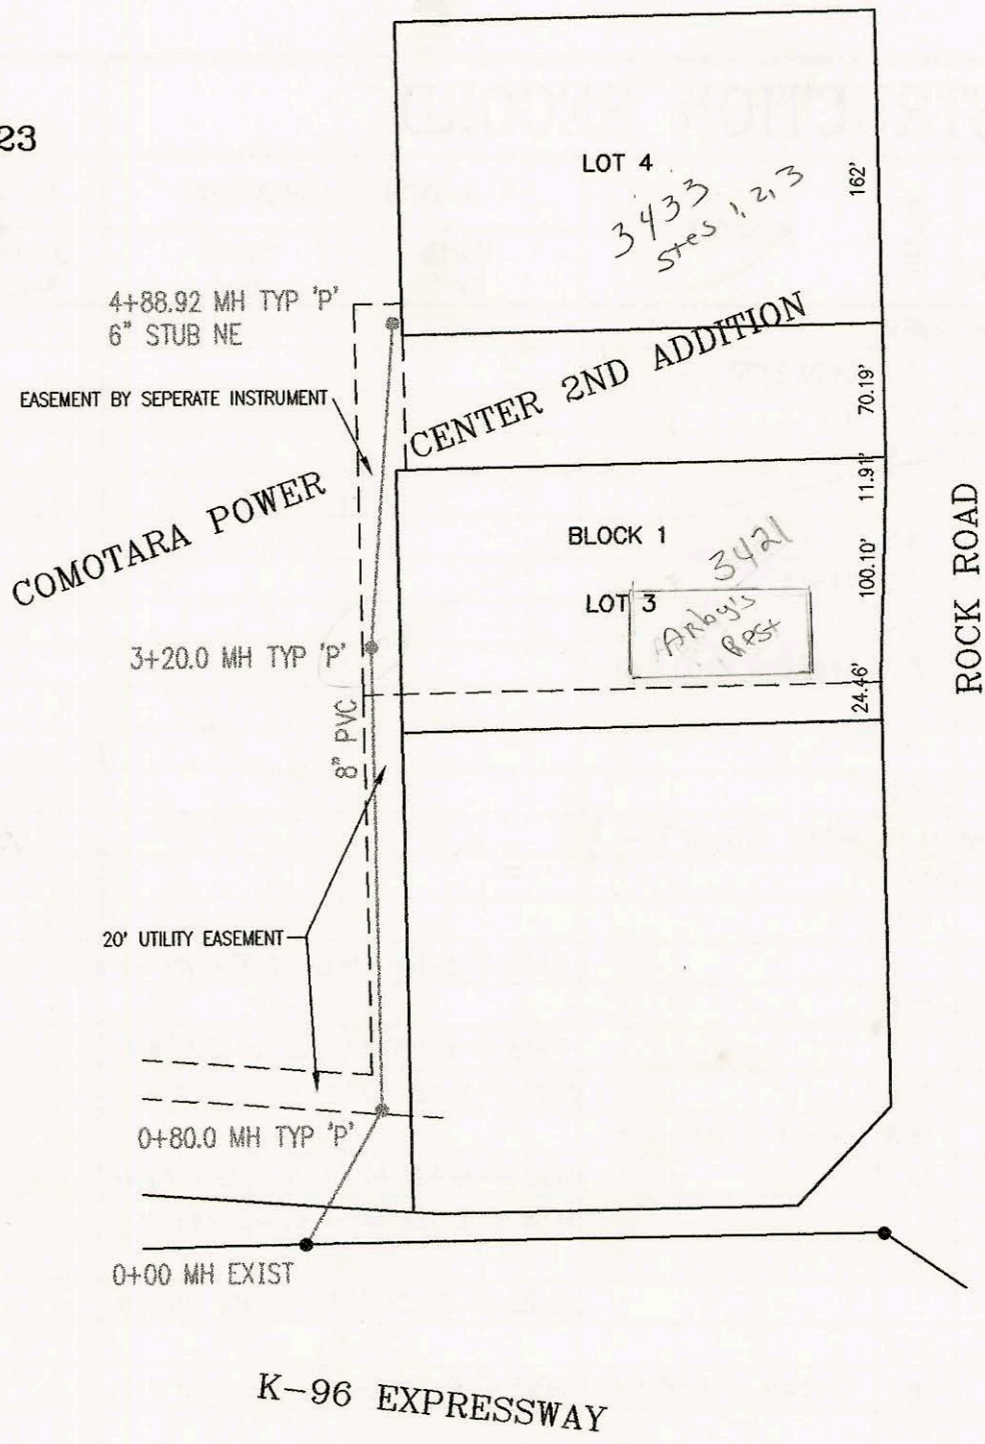 23
LOT 4
162'
3433
Stes 1, 2, 3
4+88.92 MH TYP 'P'
6" STUB NE
EASEMENT BY SEPERATE INSTRUMENT
COMOTARA POWER CENTER 2ND ADDITION
70.19'
11.91'
BLOCK 1
3421
100.10'
LOT 3
Arby's
Rest
ROCK ROAD
3+20.0 MH TYP 'P'
24.46'
8" PVC
20' UTILITY EASEMENT
0+80.0 MH TYP 'P'
0+00 MH EXIST
K-96 EXPRESSWAY